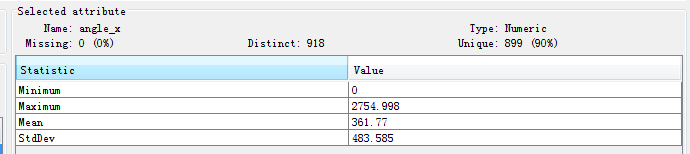 Selected attribute
Name: angle_x Type: Numeric
Missing: 0 (0%) Distinct: 918 Unique: 899 (90%)
Statistic Value
Minimum 0
Maximum 2754.998
Mean 361.77
StdDev 483.585